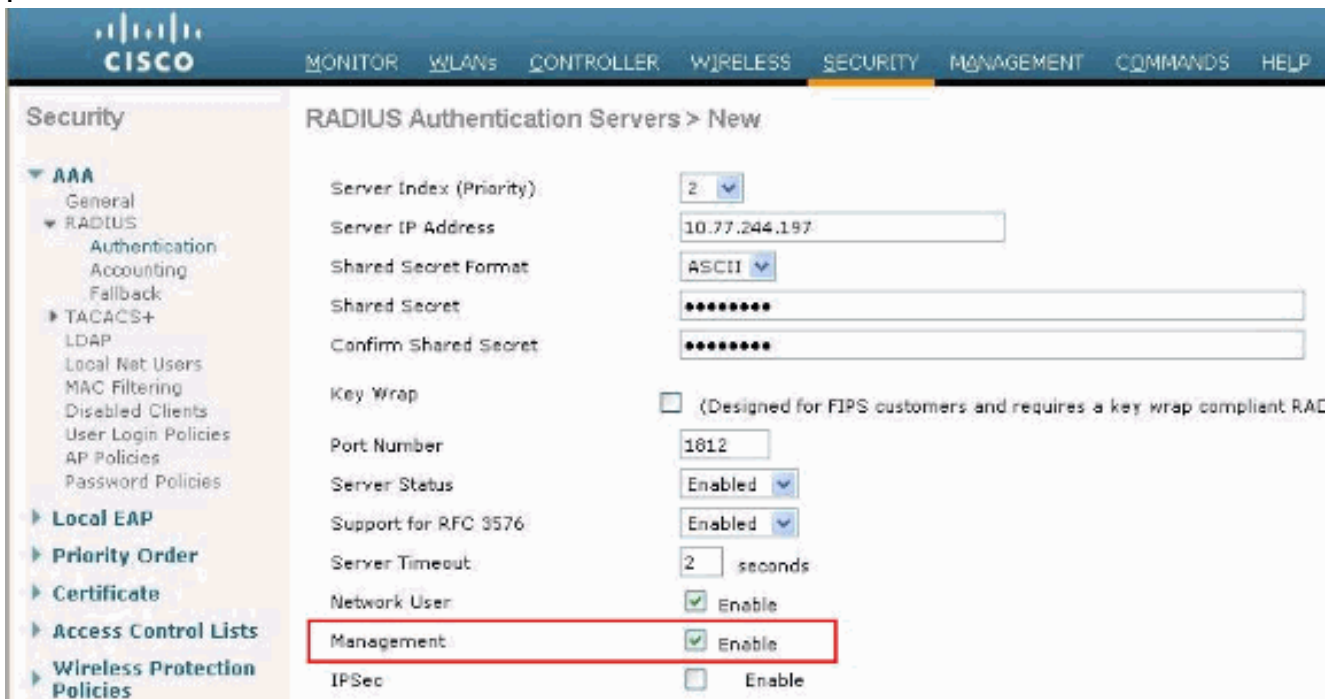 CISCO
MONITOR WLANs CONTROLLER WIRELESS SECURITY MANAGEMENT COMMANDS HELP
Security
AAA
General
RADIUS
Authentication
Accounting
Fallback
TACACS+
LDAP
Local Net Users
MAC Filtering
Disabled Clients
User Login Policies
AP Policies
Password Policies
Local EAP
Priority Order
Certificate
Access Control Lists
Wireless Protection
Policies
RADIUS Authentication Servers > New
Server Index (Priority) 2
Server IP Address 10.77.244.197
Shared Secret Format ASCII
Shared Secret ••••••••
Confirm Shared Secret ••••••••
Key Wrap (Designed for FIPS customers and requires a key wrap compliant RAD
Port Number 1812
Server Status Enabled
Support for RFC 3576 Enabled
Server Timeout 2 seconds
Network User Enable
Management Enable
IPSec Enable